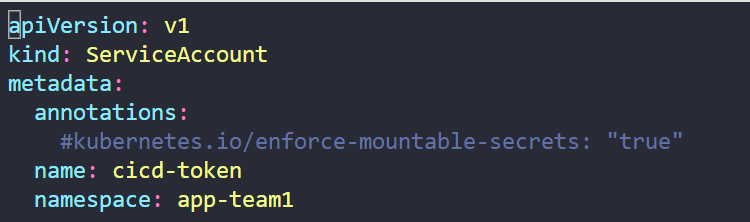 apiVersion: v1
kind: ServiceAccount
metadata:
  annotations:
    #kubernetes.io/enforce-mountable-secrets: "true"
  name: cicd-token
  namespace: app-team1